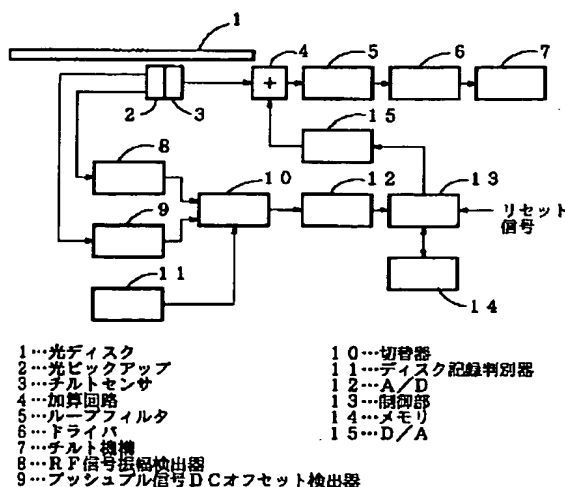 1
4
5
6
7
+
2
3
15
8
10
12
13
9
リセット
信号
11
14
1…光ディスク
2…光ピックアップ
3…チルトセンサ
4…加算回路
5…ループフィルタ
6…ドライバ
7…チルト機構
8…RF信号振幅検出器
9…プッシュプル信号DCオフセット検出器
10…切替器
11…ディスク記録判別器
12…A/D
13…制御部
14…メモリ
15…D/A